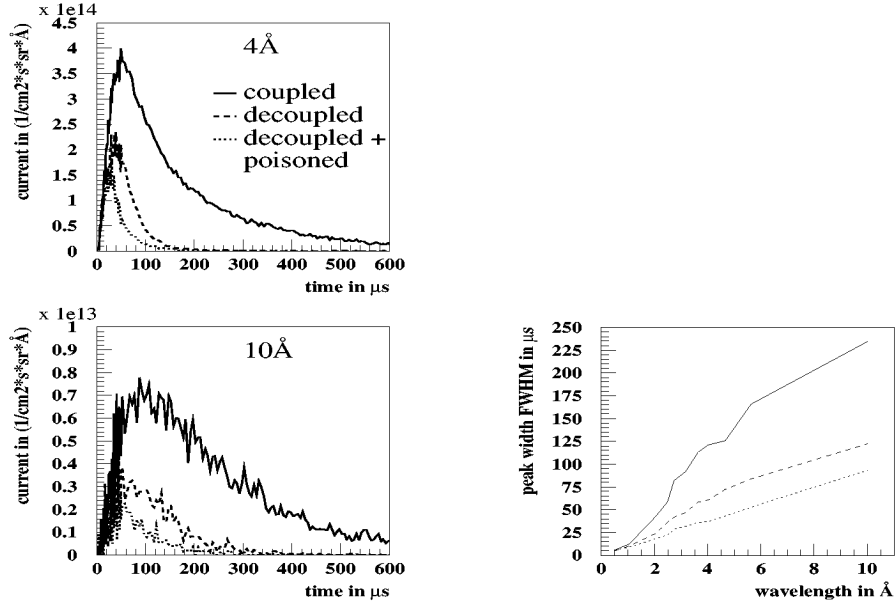 x 1e14
current in (1/cm2*s*sr*Å)
4.5
4
3.5
3
2.5
2
1.5
1
0.5
0
4Å
coupled
decoupled
decoupled +
poisoned
0 100 200 300 400 500 600
time in μs
x 1e13
current in (1/cm2*s*sr*Å)
1
0.9
0.8
0.7
0.6
0.5
0.4
0.3
0.2
0.1
0
10Å
0 100 200 300 400 500 600
time in μs
peak width FWHM in μs
250
225
200
175
150
125
100
75
50
25
0
0 2 4 6 8 10
wavelength in Å